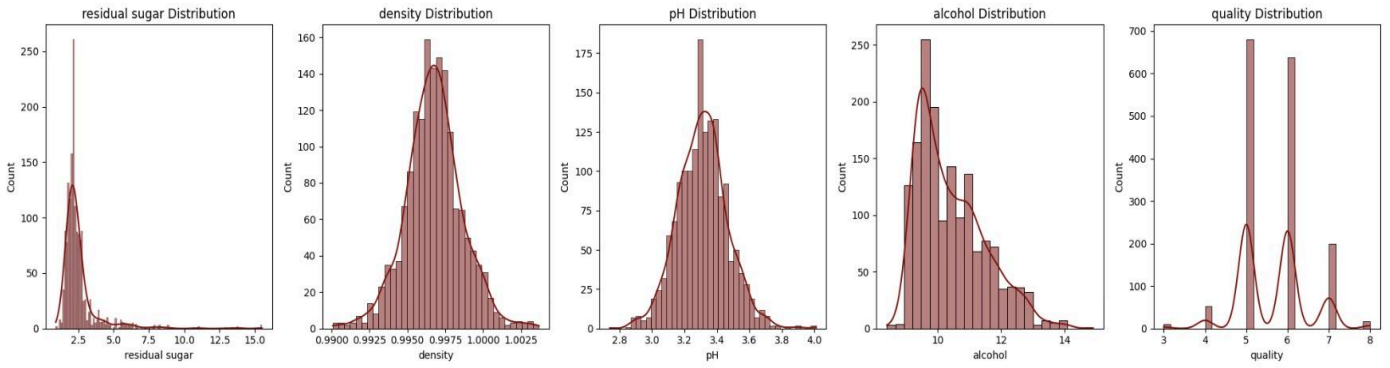 residual sugar Distribution
250
200
150
100
50
0
Count
2.5 5.0 7.5 10.0 12.5 15.0
residual sugar
density Distribution
160
140
120
100
80
60
40
20
0
Count
0.9900 0.9925 0.9950 0.9975 1.0000 1.0025
density
pH Distribution
175
150
125
100
75
50
25
0
Count
2.8 3.0 3.2 3.4 3.6 3.8 4.0
pH
alcohol Distribution
250
200
150
100
50
0
Count
10 12 14
alcohol
quality Distribution
700
600
500
400
300
200
100
0
Count
3 4 5 6 7 8
quality